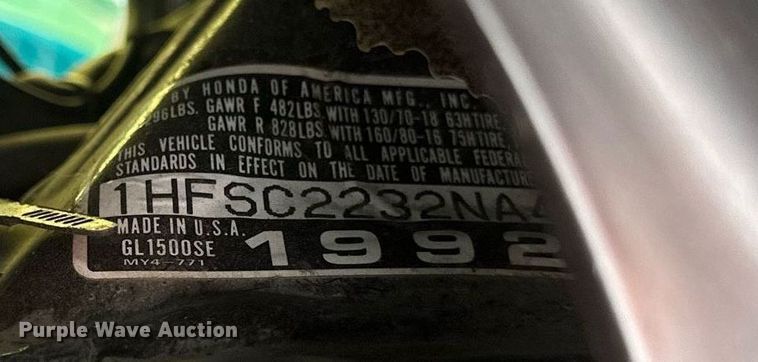 BY HONDA OF AMERICA MFG., INC.
96LBS. GAWR F 482LBS WITH 130/70-18 63HTIRE,
GAWR R 828LBS WITH 160/80-16 75HTIRE,
THIS VEHICLE CONFORMS TO ALL APPLICABLE FEDERA
STANDARDS IN EFFECT ON THE DATE OF MANUFACTURE
1HFSC2232NA4
MADE IN U.S.A.
GL1500SE 1992
MY4-771
Purple Wave Auction